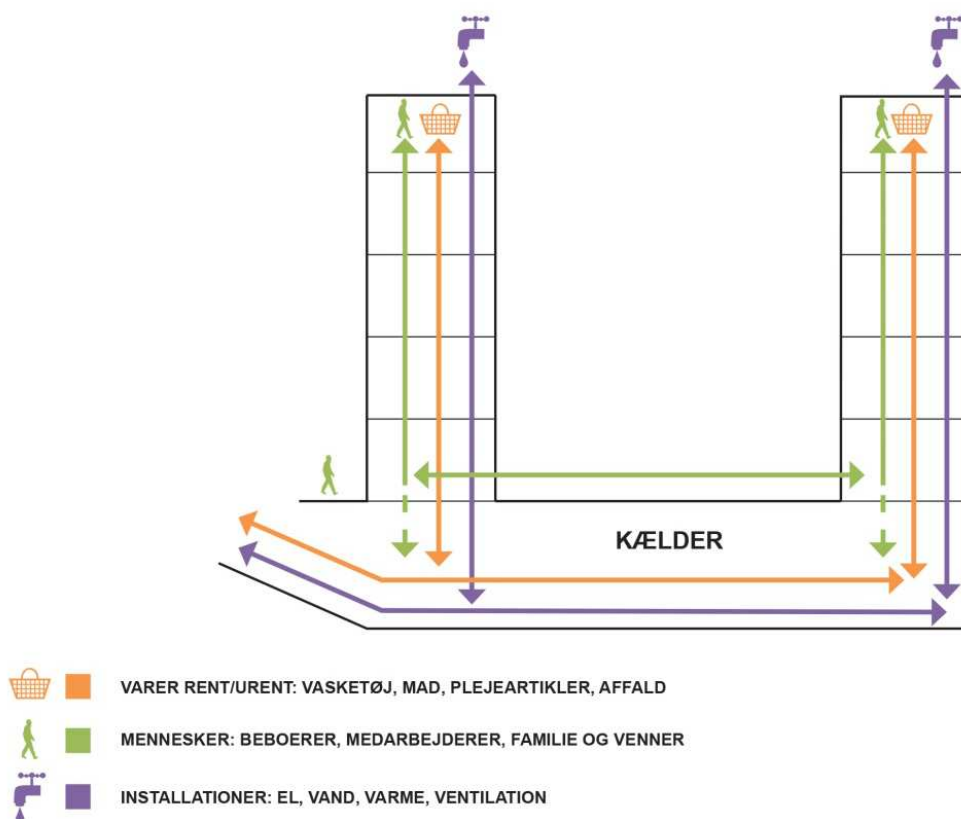 KÆLDER
VARER RENT/URENT: VASKETØJ, MAD, PLEJEARTIKLER, AFFALD
MENNESKER: BEBOERER, MEDARBEJDERER, FAMILIE OG VENNER
INSTALLATIONER: EL, VAND, VARME, VENTILATION